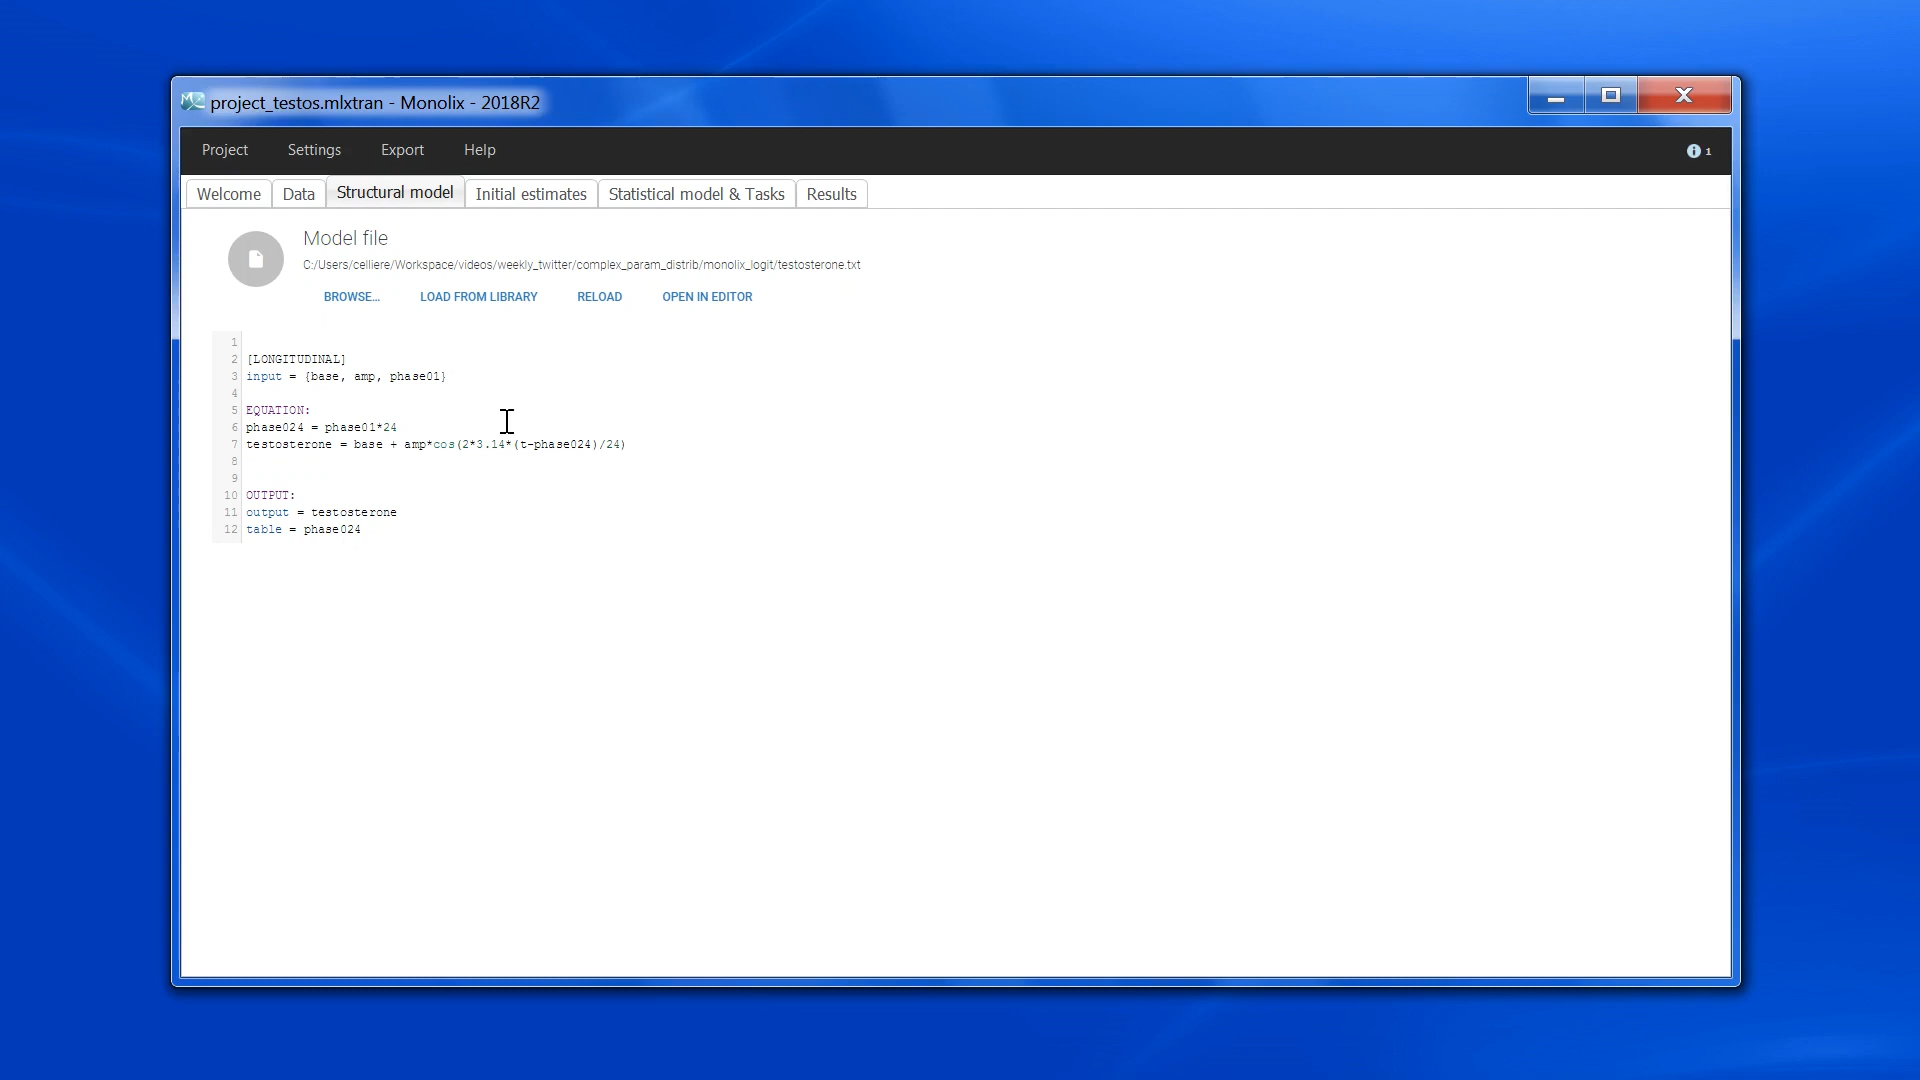 project_testos.mlxtran - Monolix - 2018R2
Project Settings Export Help 1
Welcome Data Structural model Initial estimates Statistical model & Tasks Results
Model file
C:/Users/celliere/Workspace/videos/weekly_twitter/complex_param_distrib/monolix_logit/testosterone.txt
BROWSE... LOAD FROM LIBRARY RELOAD OPEN IN EDITOR
1
2 [LONGITUDINAL]
3 input = {base, amp, phase01}
4
5 EQUATION:
6 phase024 = phase01*24
7 testosterone = base + amp*cos(2*3.14*(t-phase024)/24)
8
9
10 OUTPUT:
11 output = testosterone
12 table = phase024